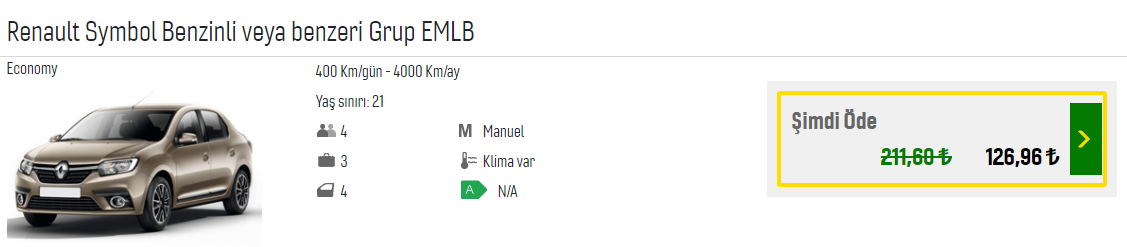 Renault Symbol Benzinli veya benzeri Grup EMLB
Economy
400 Km/gün - 4000 Km/ay
Yaş sınırı: 21
4
M Manuel
3
Klima var
4
A N/A
Şimdi Öde
211,60 ₺ 126,96 ₺